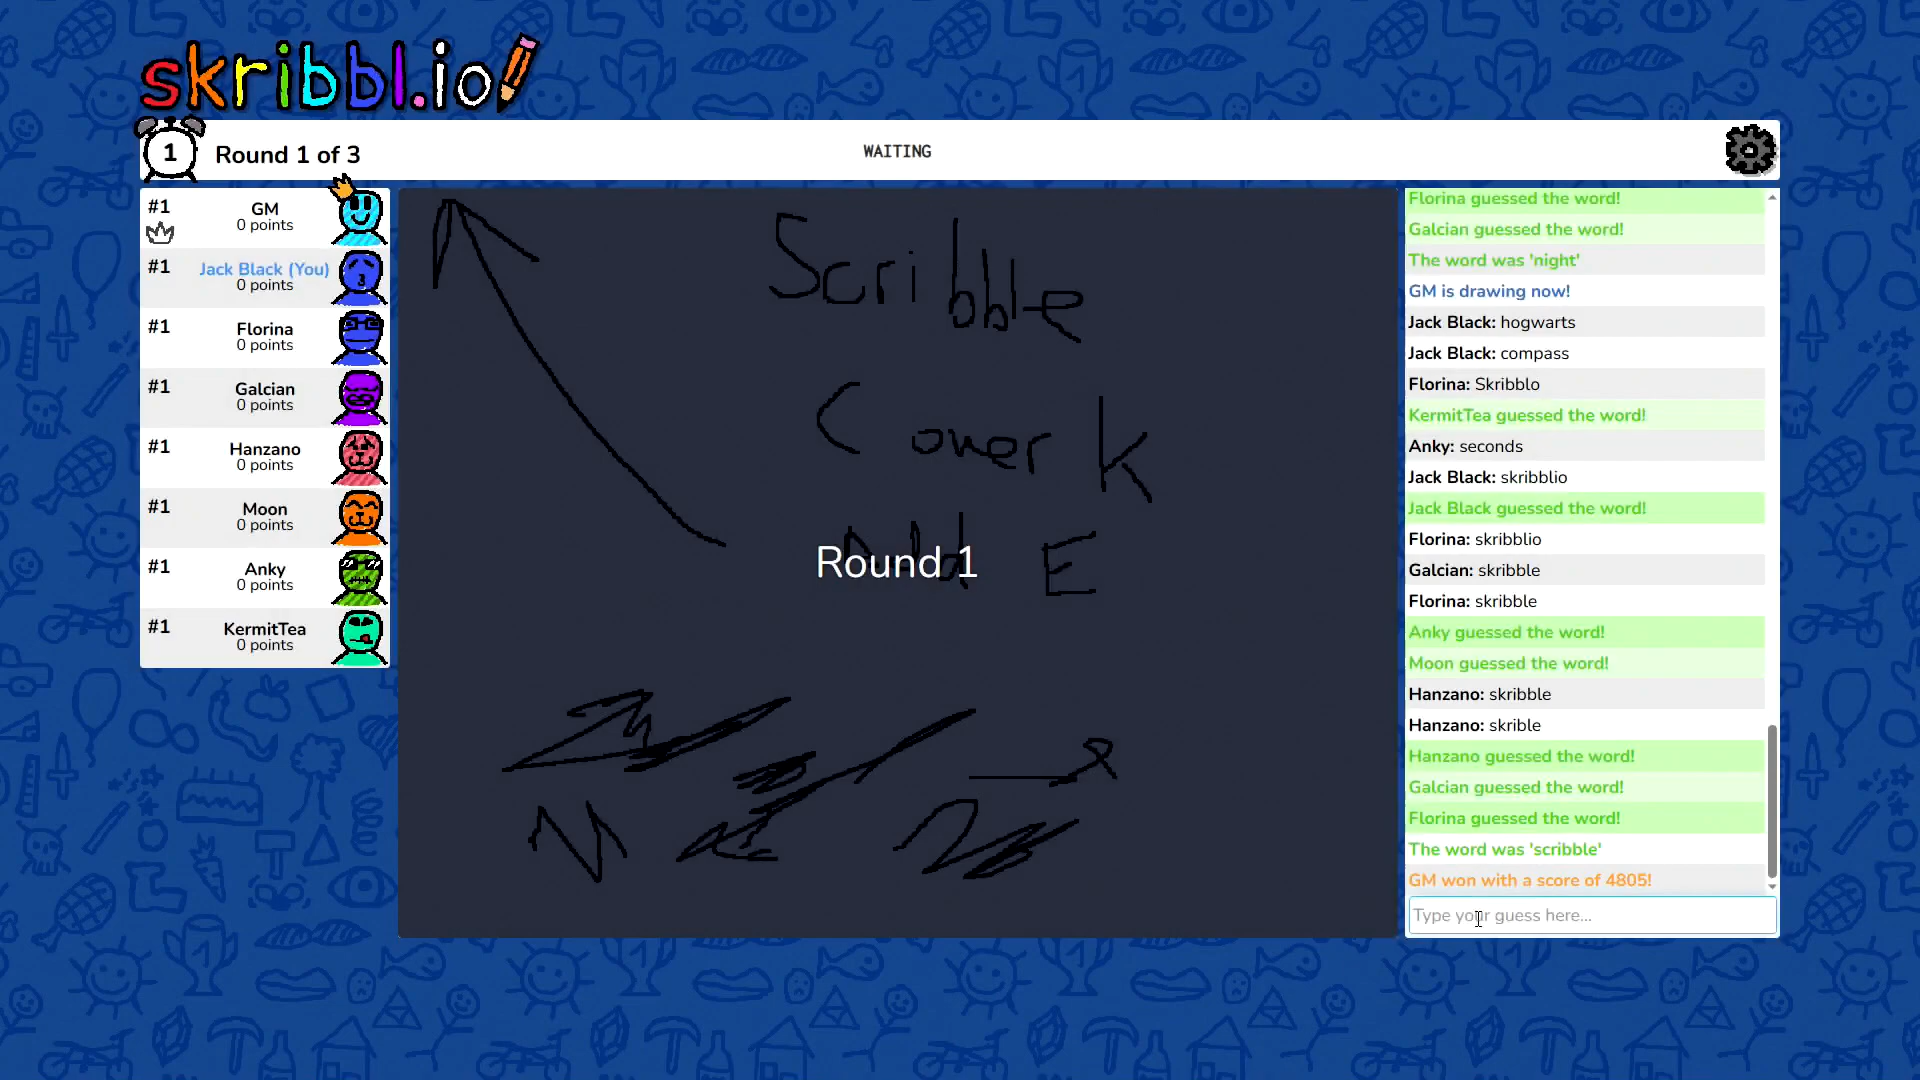 skribbl.io
1
Round 1 of 3
WAITING
#1
GM
0 points
#1
Jack Black (You)
0 points
#1
Florina
0 points
#1
Galcian
0 points
#1
Hanzano
0 points
#1
Moon
0 points
#1
Anky
0 points
#1
KermitTea
0 points
Scribble
Cover k
Add E
Round 1
Florina guessed the word!
Galcian guessed the word!
The word was 'night'
GM is drawing now!
Jack Black: hogwarts
Jack Black: compass
Florina: Skribblo
KermitTea guessed the word!
Anky: seconds
Jack Black: skribblio
Jack Black guessed the word!
Florina: skribblio
Galcian: skribble
Florina: skribble
Anky guessed the word!
Moon guessed the word!
Hanzano: skribble
Hanzano: skrible
Hanzano guessed the word!
Galcian guessed the word!
Florina guessed the word!
The word was 'scribble'
GM won with a score of 4805!
Type your guess here...